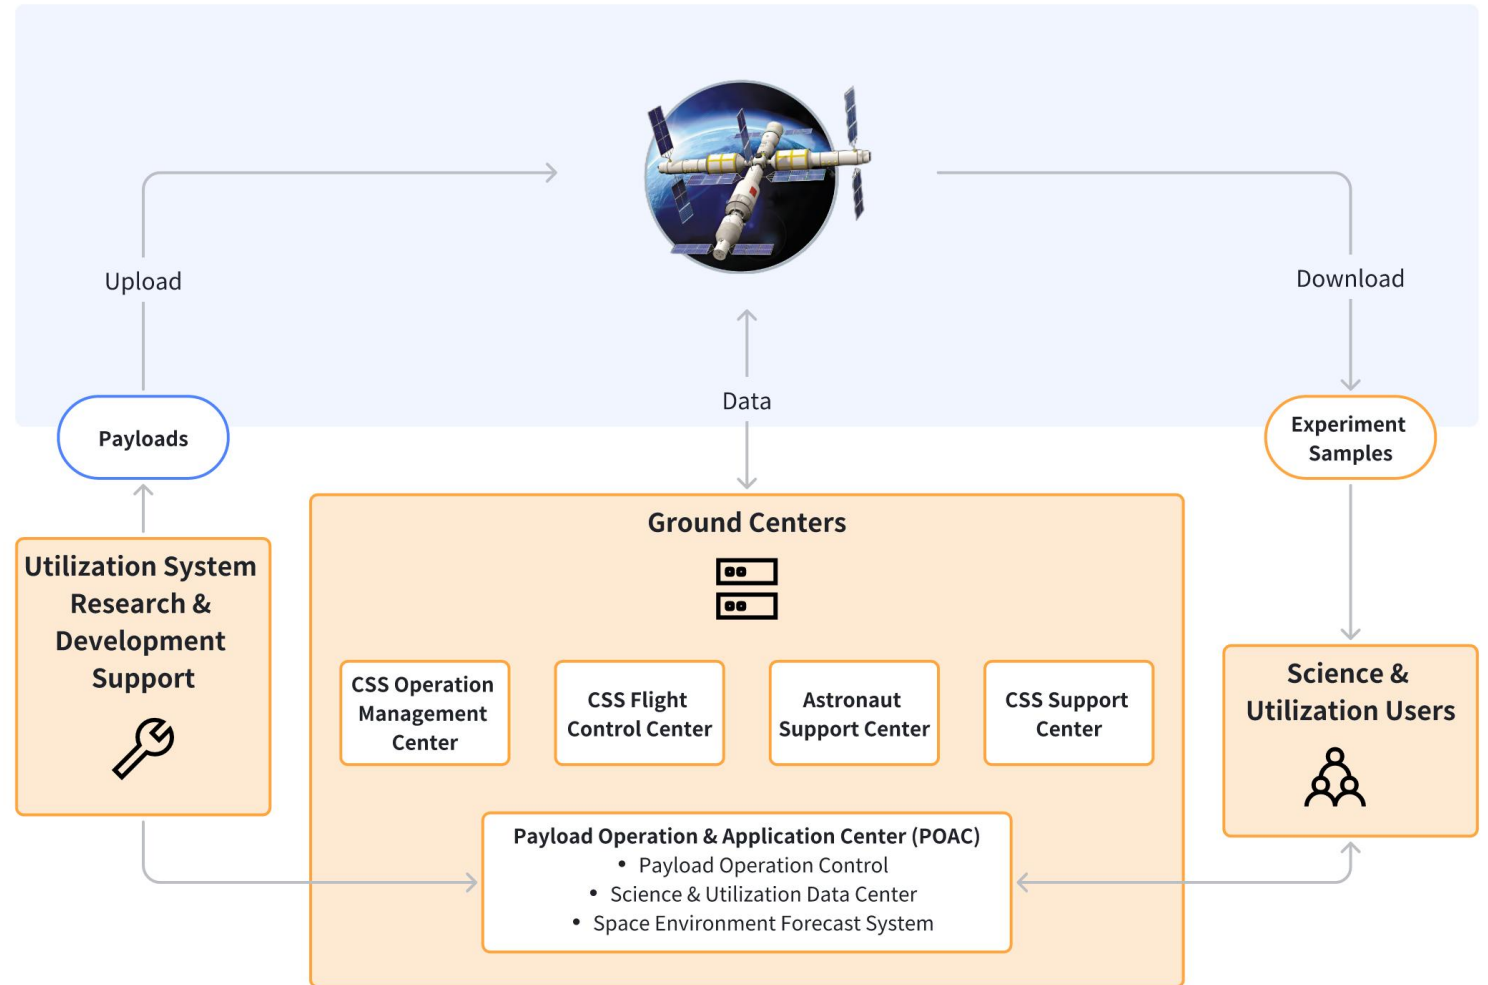 Upload
Download
Data
Payloads
Experiment
Samples
Ground Centers
Utilization System
Research &
Development
Support
CSS Operation
Management
Center
CSS Flight
Control Center
Astronaut
Support Center
CSS Support
Center
Science &
Utilization Users
Payload Operation & Application Center (POAC)
• Payload Operation Control
• Science & Utilization Data Center
• Space Environment Forecast System